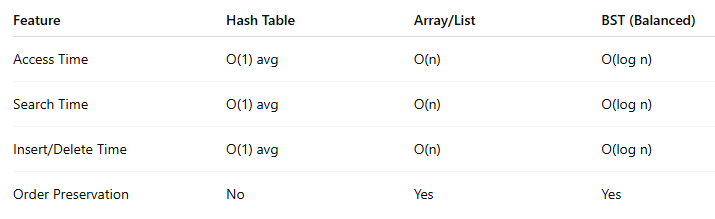 Feature Hash Table Array/List BST (Balanced)
Access Time O(1) avg O(n) O(log n)
Search Time O(1) avg O(n) O(log n)
Insert/Delete Time O(1) avg O(n) O(log n)
Order Preservation No Yes Yes